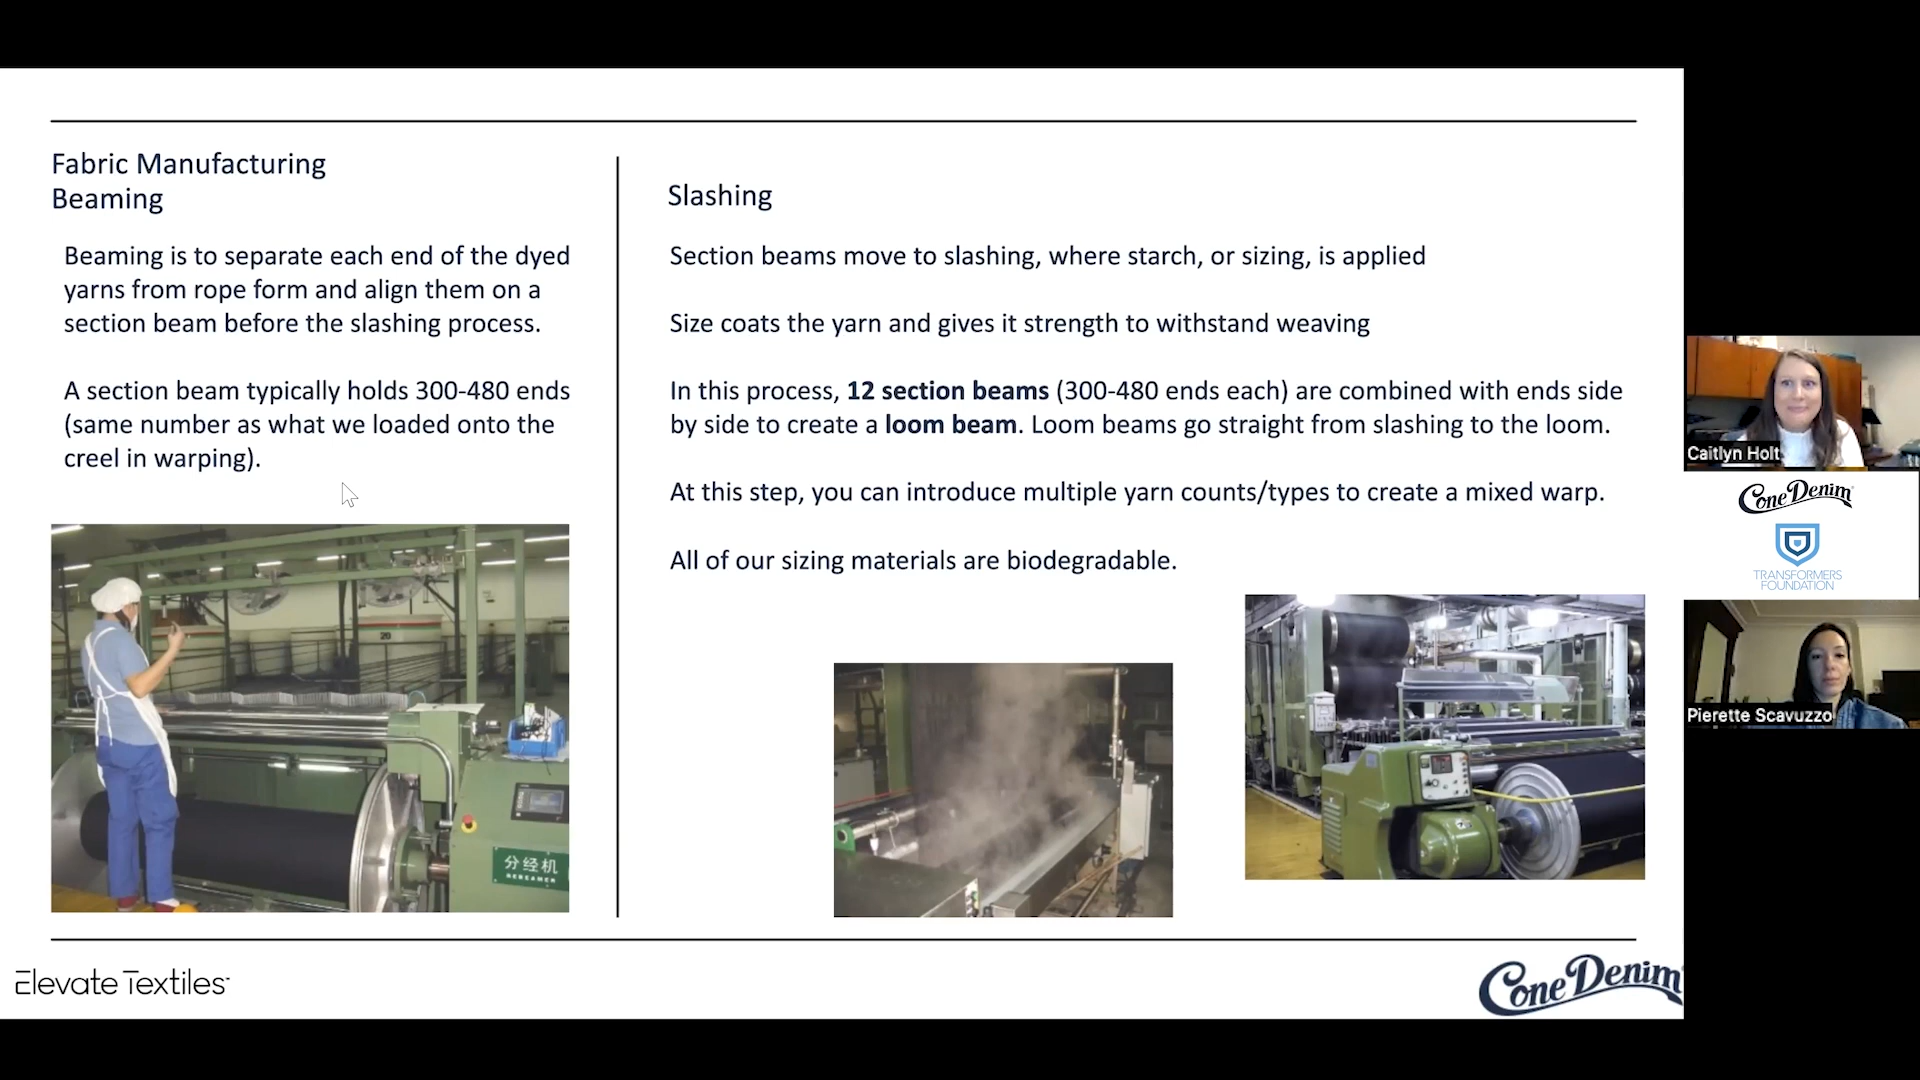 Fabric Manufacturing
Beaming
Beaming is to separate each end of the dyed
yarns from rope form and align them on a
section beam before the slashing process.
A section beam typically holds 300-480 ends
(same number as what we loaded onto the
creel in warping).
20
分经机
REBEAMER
Slashing
Section beams move to slashing, where starch, or sizing, is applied
Size coats the yarn and gives it strength to withstand weaving
In this process, 12 section beams (300-480 ends each) are combined with ends side
by side to create a loom beam. Loom beams go straight from slashing to the loom.
At this step, you can introduce multiple yarn counts/types to create a mixed warp.
All of our sizing materials are biodegradable.
Elevate Textiles
Cone Denim
Caitlyn Holt
Cone Denim
TRANSFORMERS
FOUNDATION
Pierette Scavuzzo